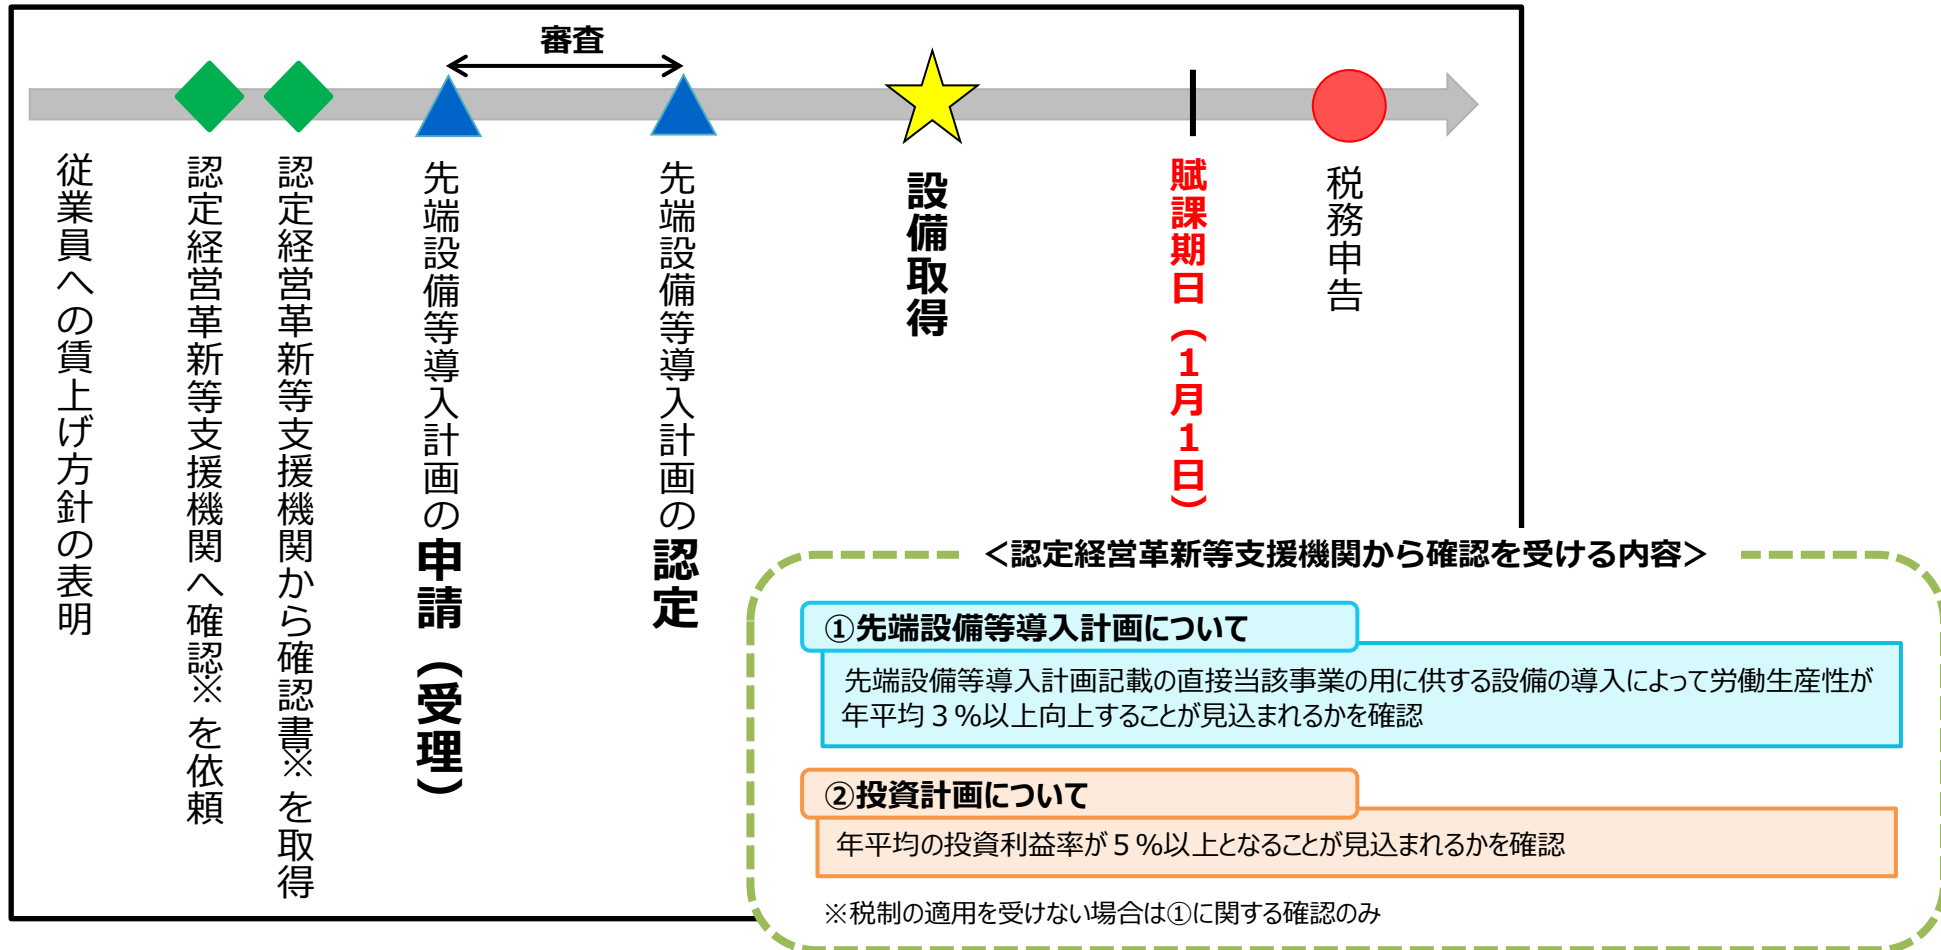 審査
従業員への賃上げ方針の表明
認定経営革新等支援機関へ確認※を依頼
認定経営革新等支援機関から確認書※を取得
先端設備等導入計画の申請（受理）
先端設備等導入計画の認定
設備取得
賦課期日（１月１日）
税務申告
＜認定経営革新等支援機関から確認を受ける内容＞
①先端設備等導入計画について
先端設備等導入計画記載の直接当該事業の用に供する設備の導入によって労働生産性が
年平均３％以上向上することが見込まれるかを確認
②投資計画について
年平均の投資利益率が５％以上となることが見込まれるかを確認
※税制の適用を受けない場合は①に関する確認のみ